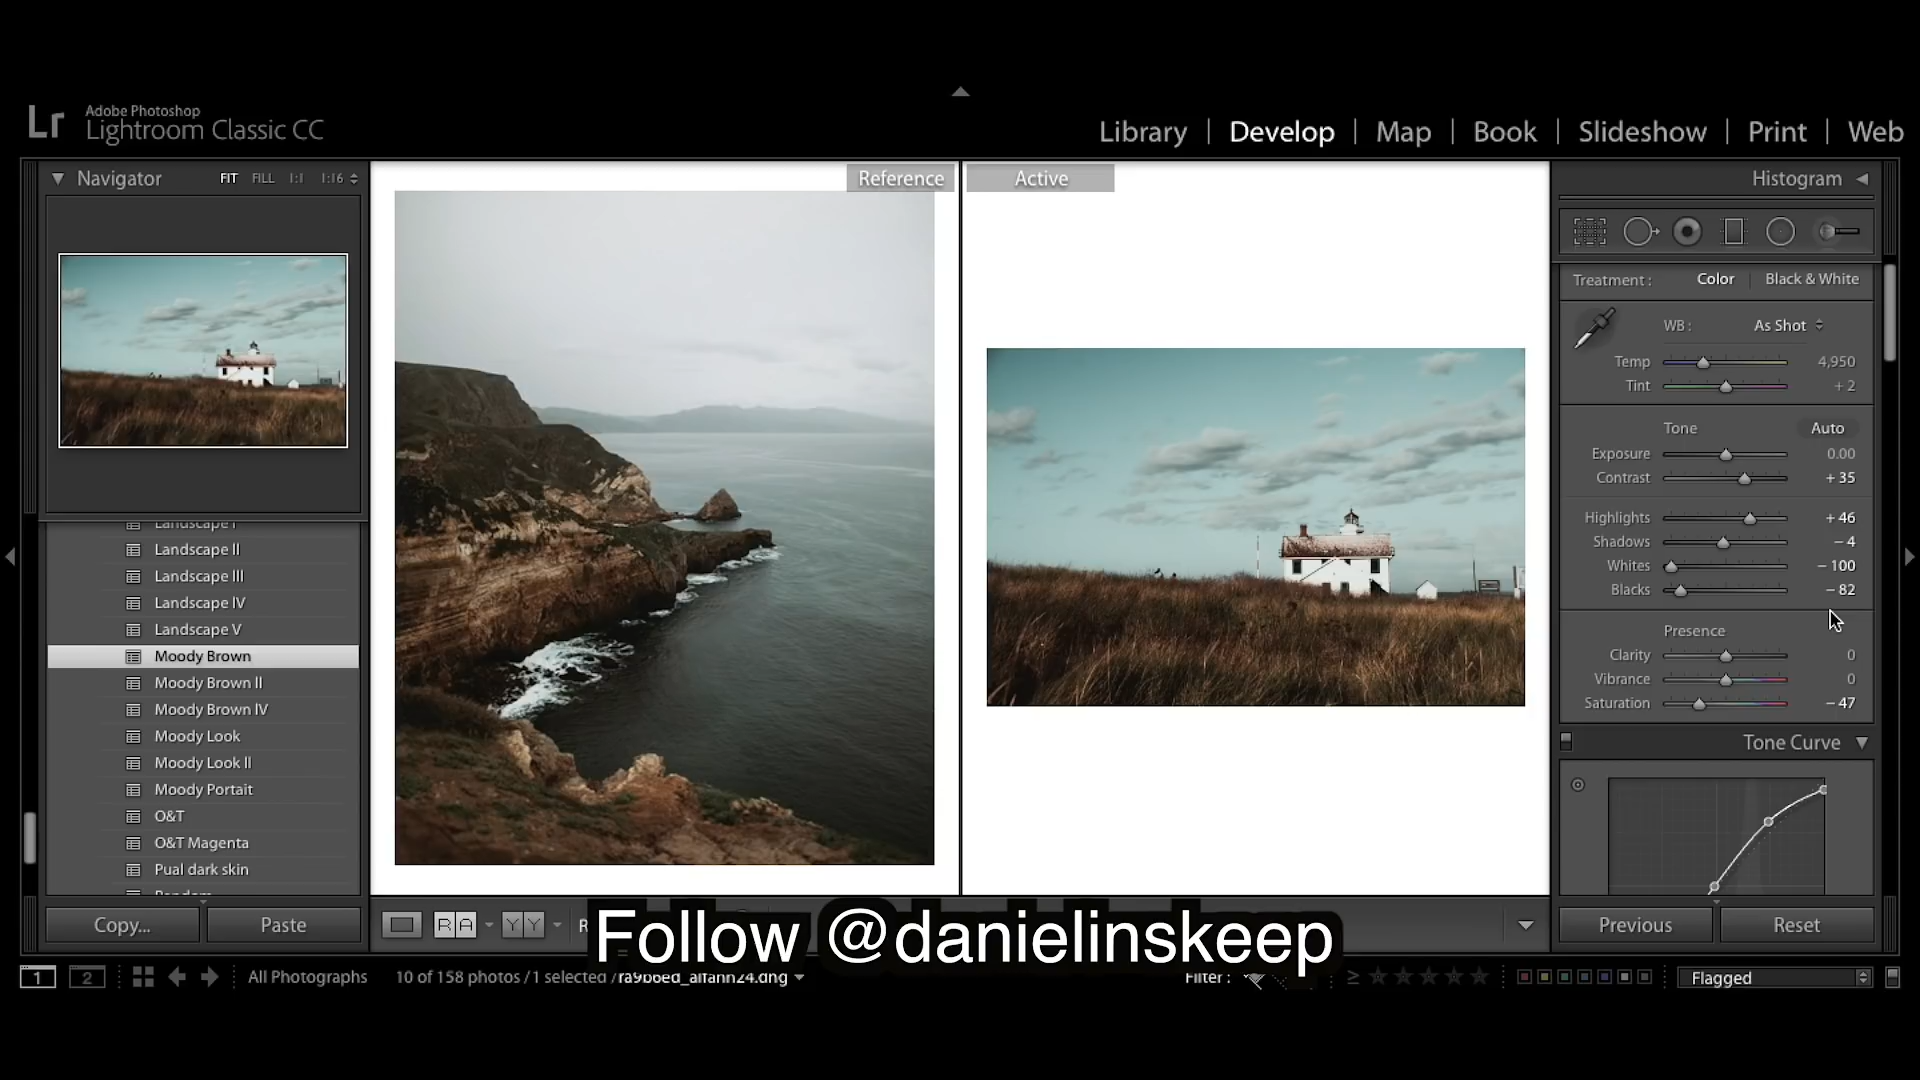 Lr
Adobe Photoshop
Lightroom Classic CC
Library | Develop | Map | Book | Slideshow | Print | Web
Navigator FIT FILL 1:1 1:16
Reference
Active
Histogram
Treatment : Color Black & White
WB : As Shot
Temp 4,950
Tint + 2
Tone Auto
Exposure 0.00
Contrast + 35
Highlights + 46
Shadows − 4
Whites − 100
Blacks − 82
Presence
Clarity 0
Vibrance 0
Saturation − 47
Tone Curve
Landscape I
Landscape II
Landscape III
Landscape IV
Landscape V
Moody Brown
Moody Brown II
Moody Brown IV
Moody Look
Moody Look II
Moody Portait
O&T
O&T Magenta
Pual dark skin
Random
Copy... Paste
R A Y Y R
Follow @danielinskeep
Previous Reset
1 2 All Photographs 10 of 158 photos / 1 selected /
Filter : ≥ Flagged